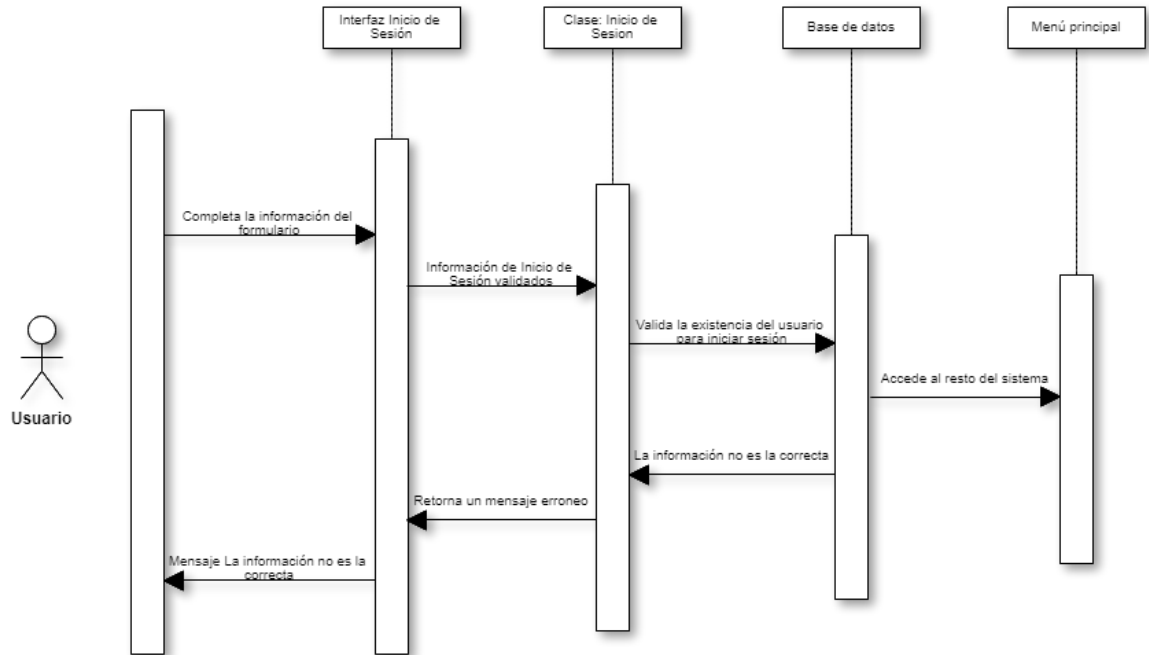 Interfaz Inicio de
Sesión
Clase: Inicio de
Sesion
Base de datos
Menú principal
Completa la información del
formulario
Información de Inicio de
Sesión validados
Valida la existencia del usuario
para iniciar sesión
Accede al resto del sistema
Usuario
La información no es la correcta
Retorna un mensaje erroneo
Mensaje La información no es la
correcta